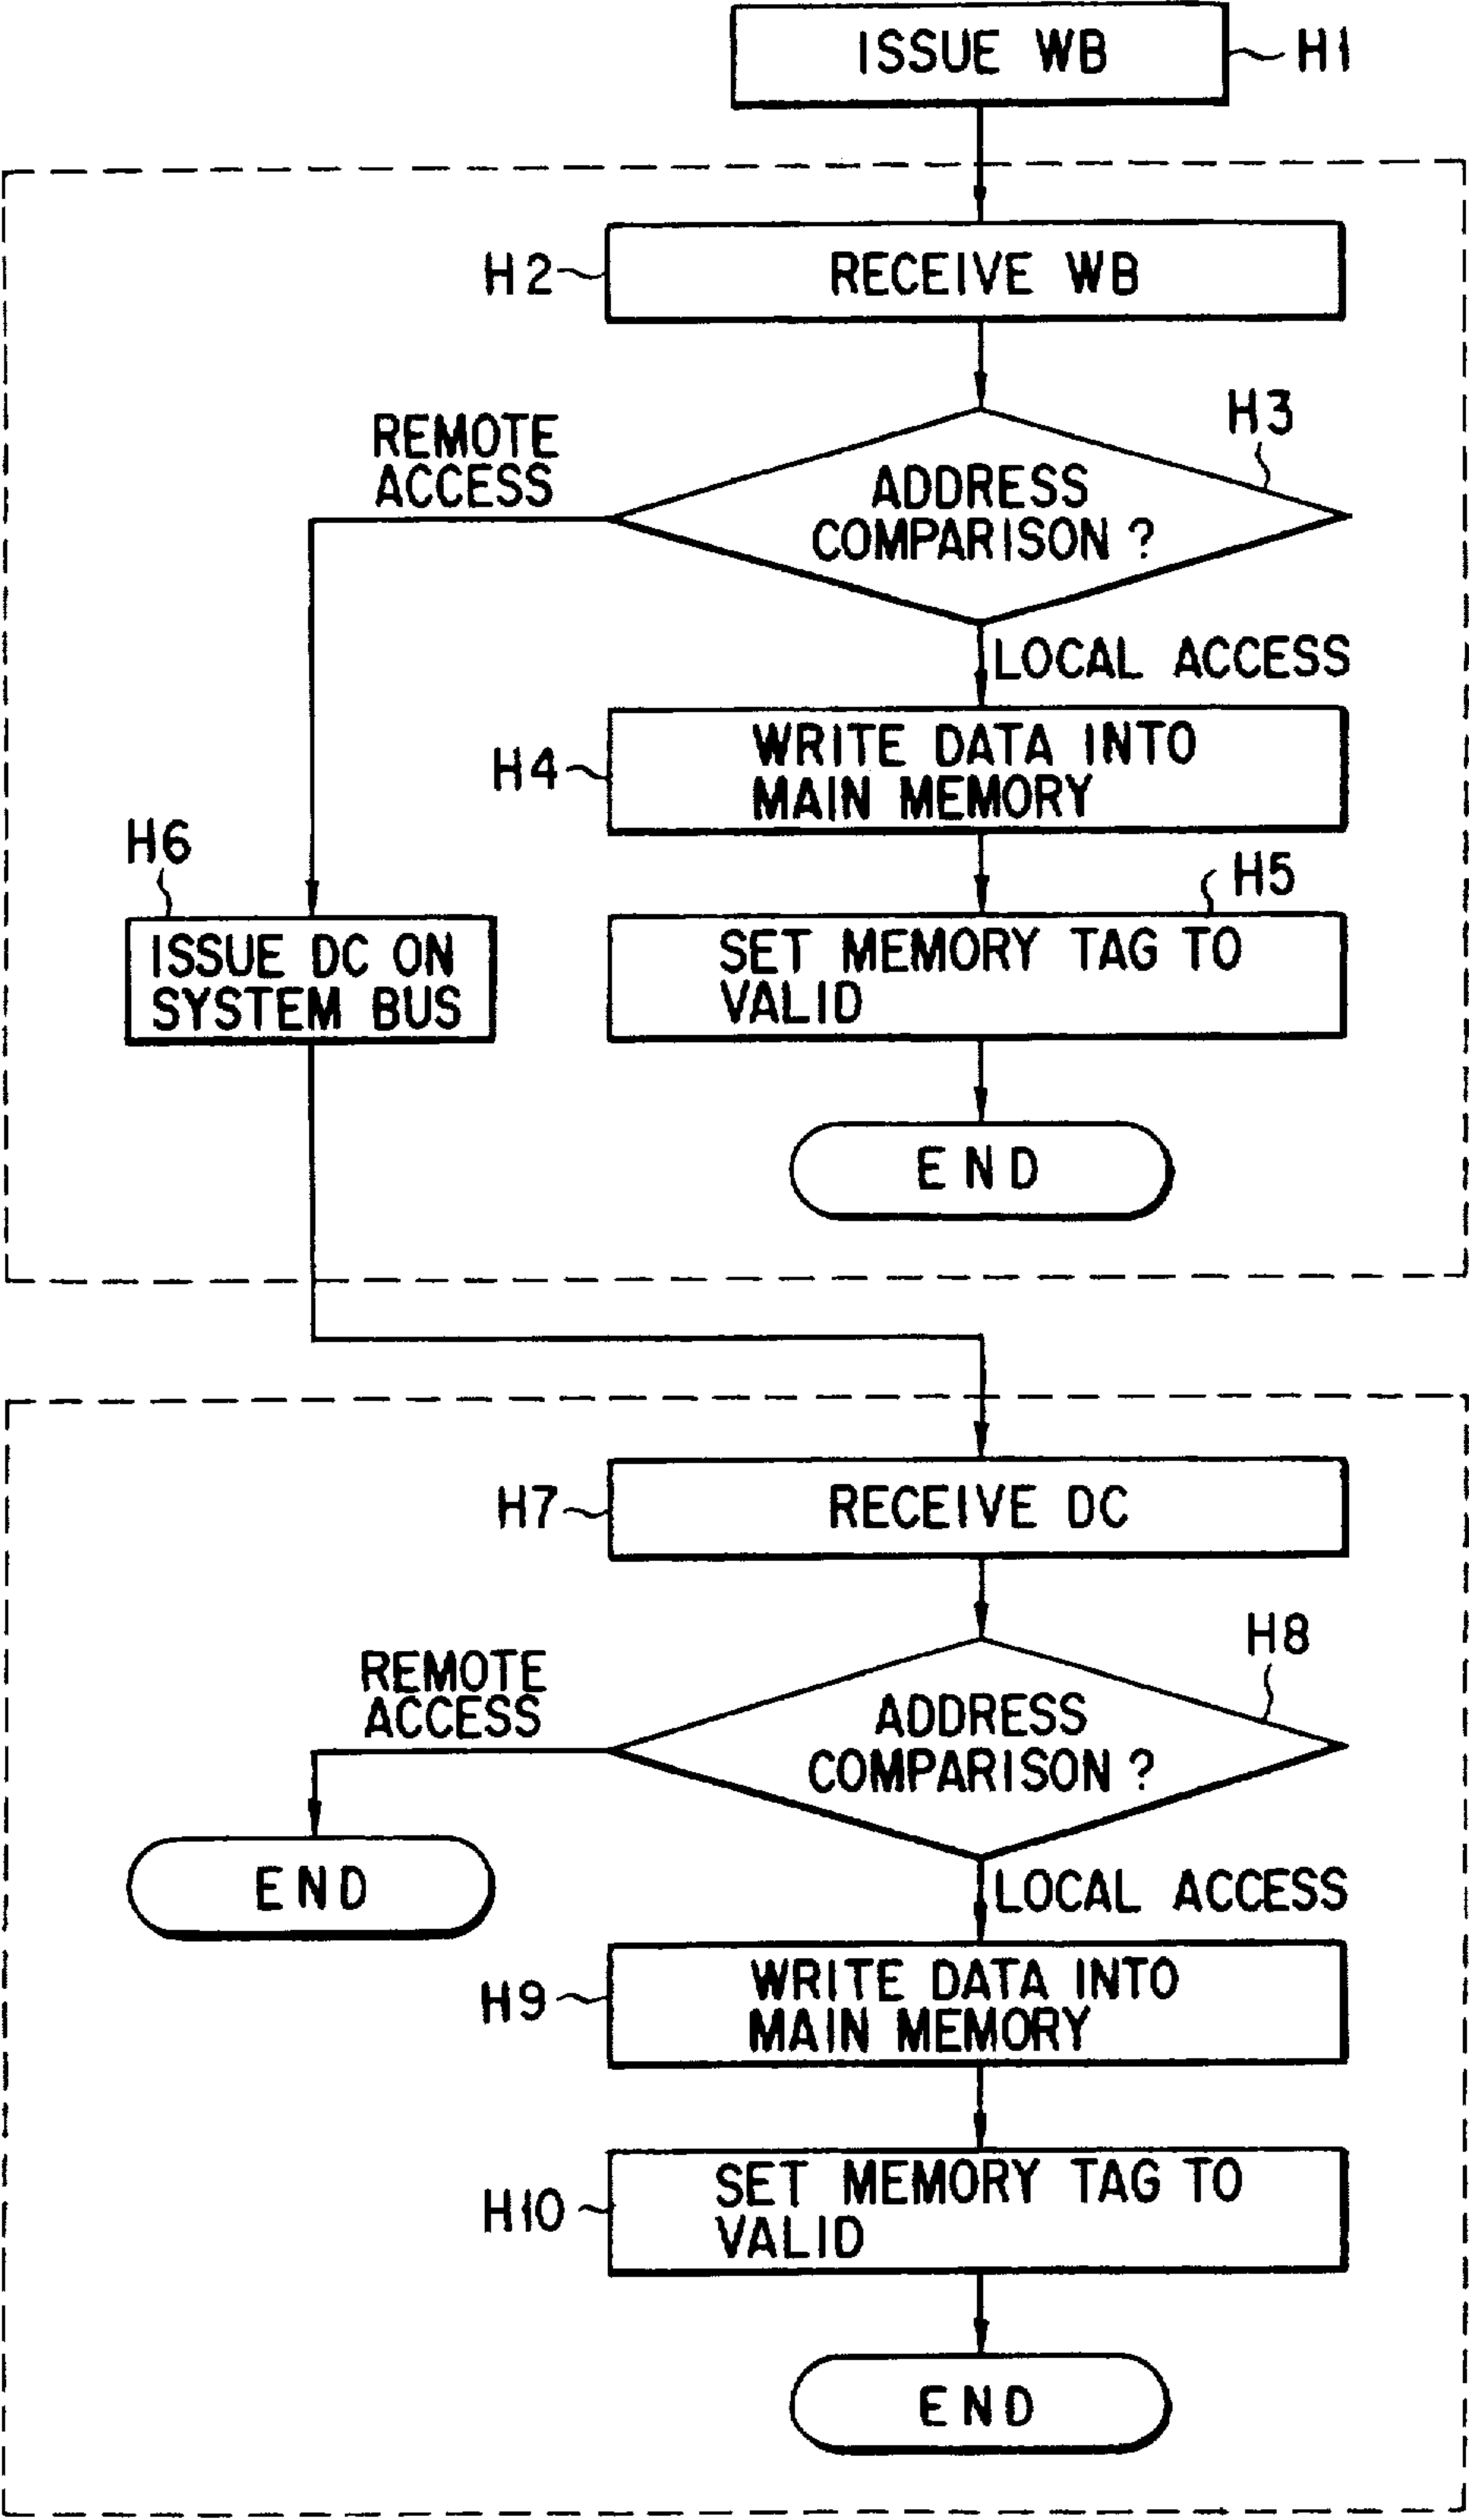 ISSUE WB
H1
H2
RECEIVE WB
H3
REMOTE
ACCESS
ADDRESS
COMPARISON ?
LOCAL ACCESS
H4
WRITE DATA INTO
MAIN MEMORY
H6
H5
ISSUE DC ON
SYSTEM BUS
SET MEMORY TAG TO
VALID
END
H7
RECEIVE DC
H8
REMOTE
ACCESS
ADDRESS
COMPARISON ?
END
LOCAL ACCESS
H9
WRITE DATA INTO
MAIN MEMORY
H10
SET MEMORY TAG TO
VALID
END